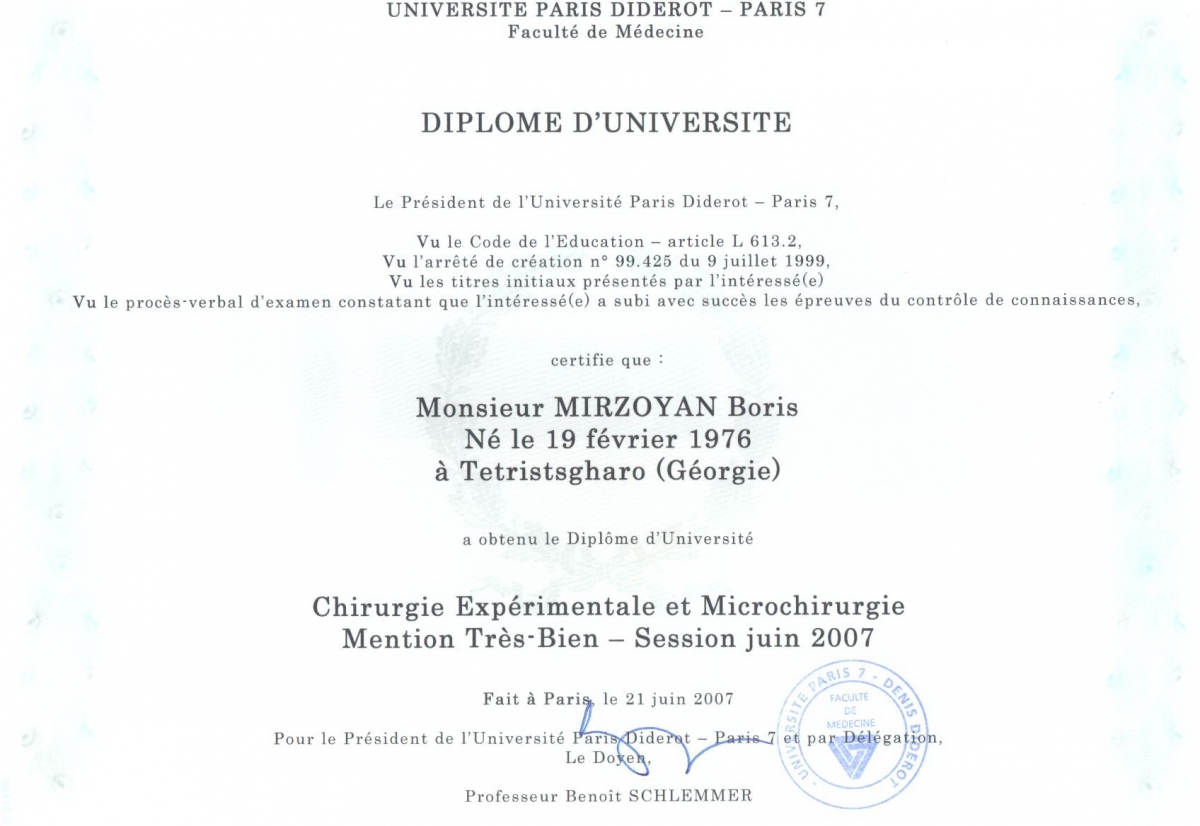 UNIVERSITE PARIS DIDEROT – PARIS 7
Faculté de Médecine
DIPLOME D'UNIVERSITE
Le Président de l'Université Paris Diderot – Paris 7,
Vu le Code de l'Education – article L 613.2,
Vu l'arrêté de création n° 99.425 du 9 juillet 1999,
Vu les titres initiaux présentés par l'intéressé(e)
Vu le procès-verbal d'examen constatant que l'intéressé(e) a subi avec succès les épreuves du contrôle de connaissances,
certifie que :
Monsieur MIRZOYAN Boris
Né le 19 février 1976
à Tetristsgharo (Géorgie)
a obtenu le Diplôme d'Université
Chirurgie Expérimentale et Microchirurgie
Mention Très-Bien – Session juin 2007
Fait à Paris, le 21 juin 2007
Pour le Président de l'Université Paris Diderot – Paris 7 et par Délégation,
Le Doyen,
Professeur Benoît SCHLEMMER
UNIVERSITE PARIS 7 - DENIS DIDEROT -
FACULTE
DE
MEDECINE